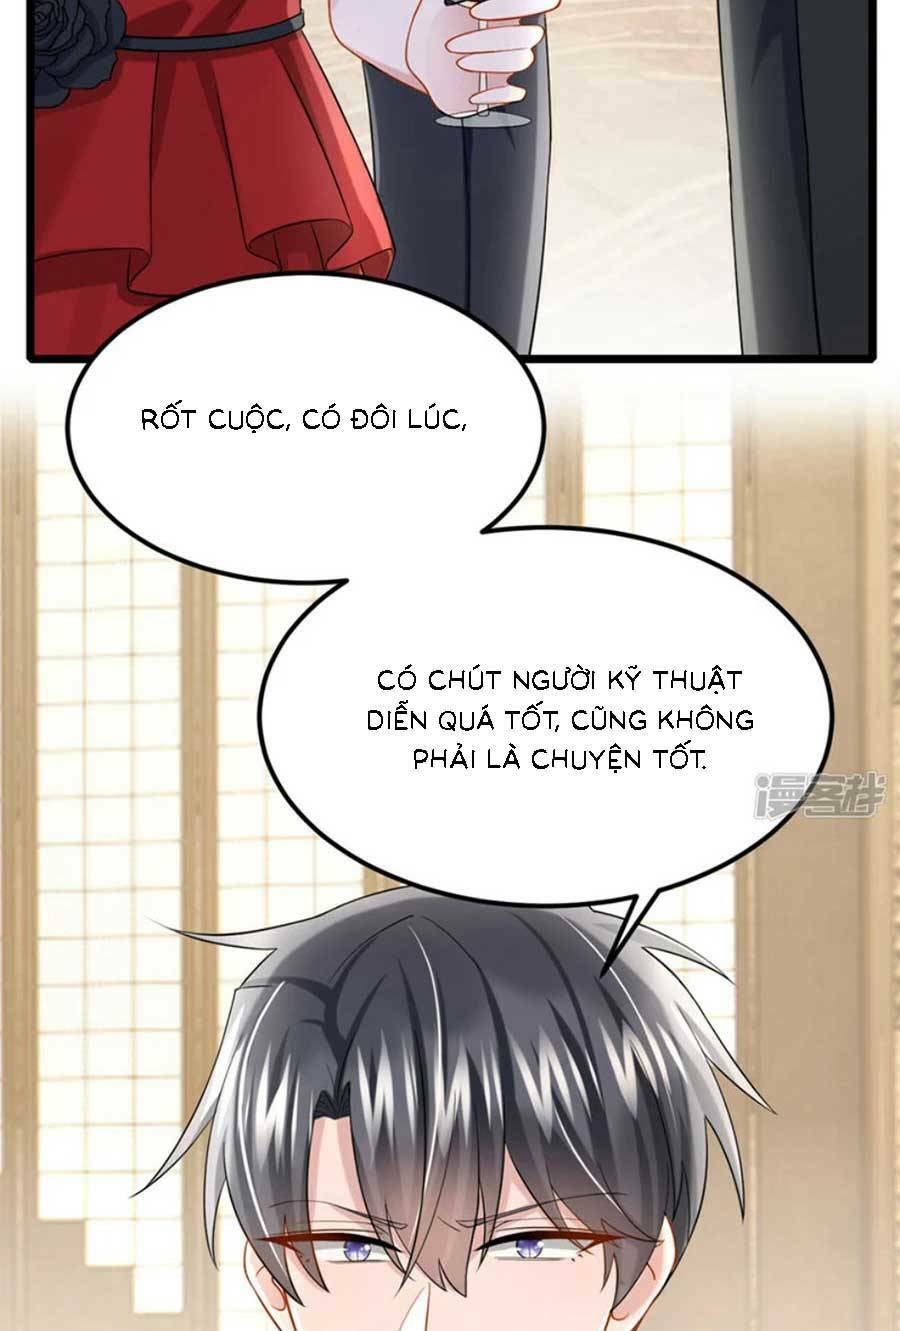 RỐT CUỘC, CÓ ĐÔI LÚC,
CÓ CHÚT NGƯỜI KỸ THUẬT
DIỄN QUÁ TỐT, CŨNG KHÔNG
PHẢI LÀ CHUYỆN TỐT.
漫客栈